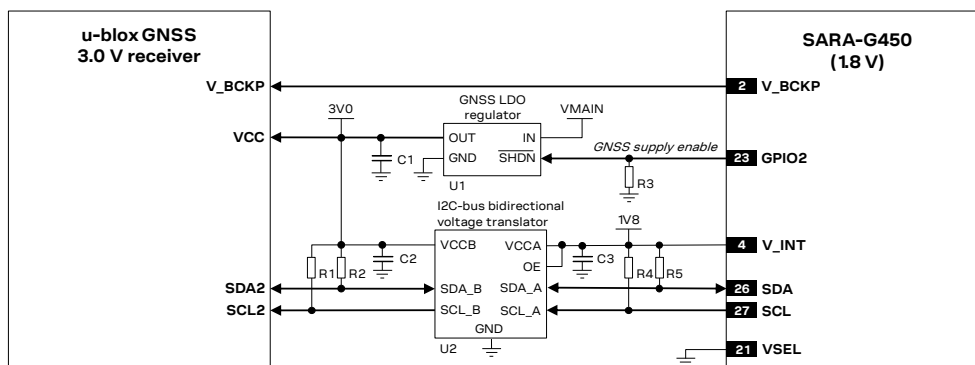 u-blox GNSS
3.0 V receiver
SARA-G450
(1.8 V)
V_BCKP
2 V_BCKP
3V0
GNSS LDO
regulator
VMAIN
VCC
OUT
IN
GND
SHDN
C1
U1
GNSS supply enable
23 GPIO2
R3
I2C-bus bidirectional
voltage translator
1V8
VCCB
VCCA
4 V_INT
OE
R1
R2
C2
C3
R4
R5
SDA2
SDA_B
SDA_A
26 SDA
SCL2
SCL_B
SCL_A
27 SCL
GND
U2
21 VSEL